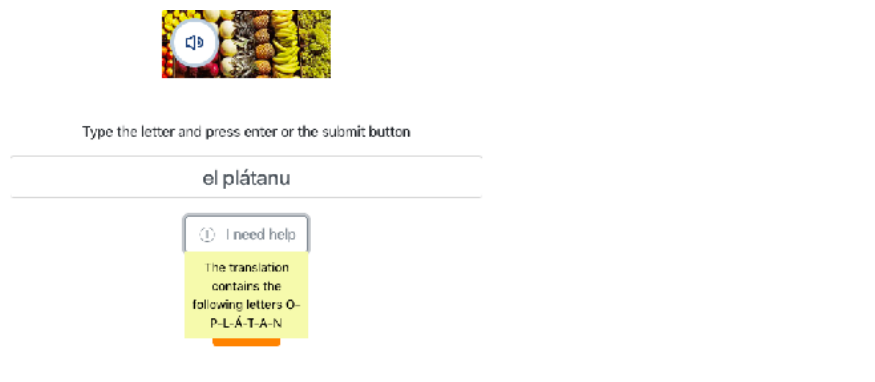 Type the letter and press enter or the submit button
el plátanu
I need help
The translation
contains the
following letters O-
P-L-Á-T-A-N